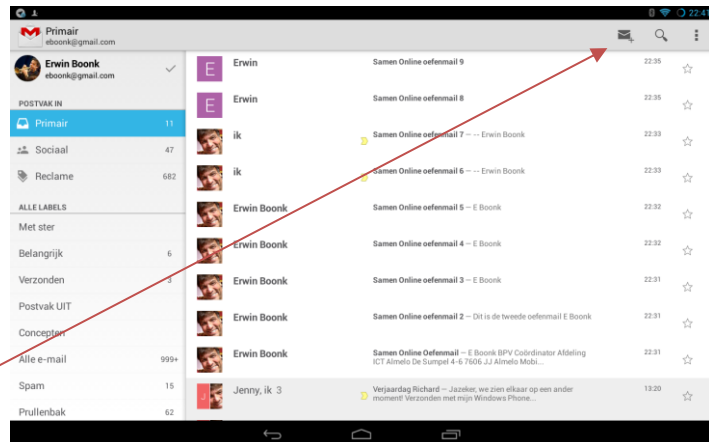 22:41
Primair
eboonk@gmail.com
Erwin Boonk
eboonk@gmail.com
POSTVAK IN
Primair 11
Sociaal 47
Reclame 682
ALLE LABELS
Met ster
Belangrijk 6
Verzonden 3
Postvak UIT
Concepten
Alle e-mail 999+
Spam 15
Prullenbak 62
E Erwin Samen Online oefenmail 9 22:35
E Erwin Samen Online oefenmail 8 22:35
ik Samen Online oefenmail 7 – -- Erwin Boonk 22:33
ik Samen Online oefenmail 6 – -- Erwin Boonk 22:33
Erwin Boonk Samen Online oefenmail 5 – E Boonk 22:32
Erwin Boonk Samen Online oefenmail 4 – E Boonk 22:32
Erwin Boonk Samen Online oefenmail 3 – E Boonk 22:31
Erwin Boonk Samen Online oefenmail 2 – Dit is de tweede oefenmail E Boonk 22:31
Erwin Boonk Samen Online Oefenmail – E Boonk BPV Coördinator Afdeling 22:31
ICT Almelo De Sumpel 4-6 7606 JJ Almelo Mobi...
J Jenny, ik 3 Verjaardag Richard – Jazeker, we zien elkaar op een ander 13:20
moment! Verzonden met mijn Windows Phone...